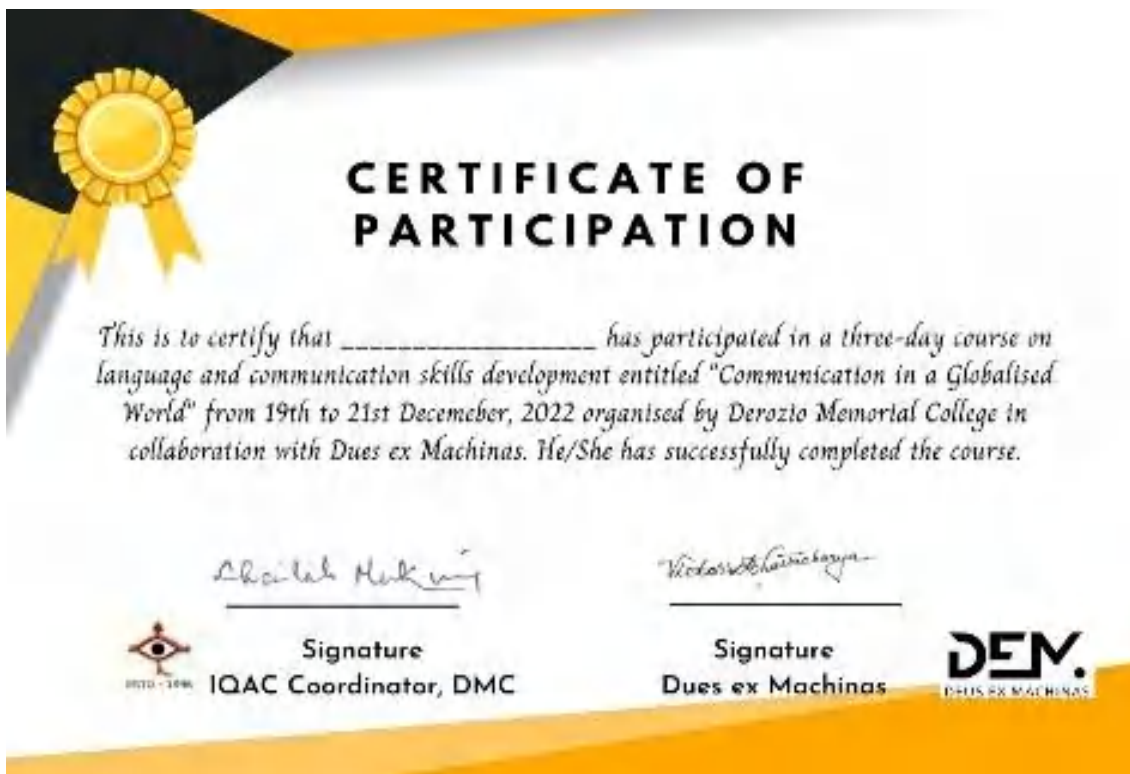 CERTIFICATE OF
PARTICIPATION
This is to certify that __________________ has participated in a three-day course on
language and communication skills development entitled "Communication in a Globalised
World" from 19th to 21st Decemeber, 2022 organised by Derozio Memorial College in
collaboration with Dues ex Machinas. He/She has successfully completed the course.
Signature
IQAC Coordinator, DMC
Signature
Dues ex Machinas
DEM.
DEUS EX MACHINAS